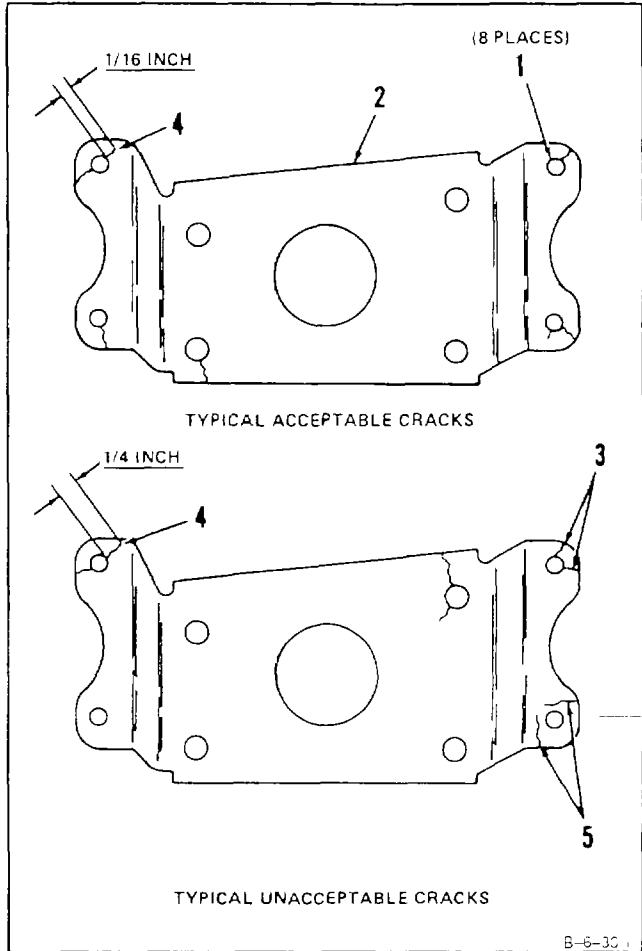 (8 PLACES)
1/16 INCH
1
2
4
TYPICAL ACCEPTABLE CRACKS
1/4 INCH
3
4
5
TYPICAL UNACCEPTABLE CRACKS